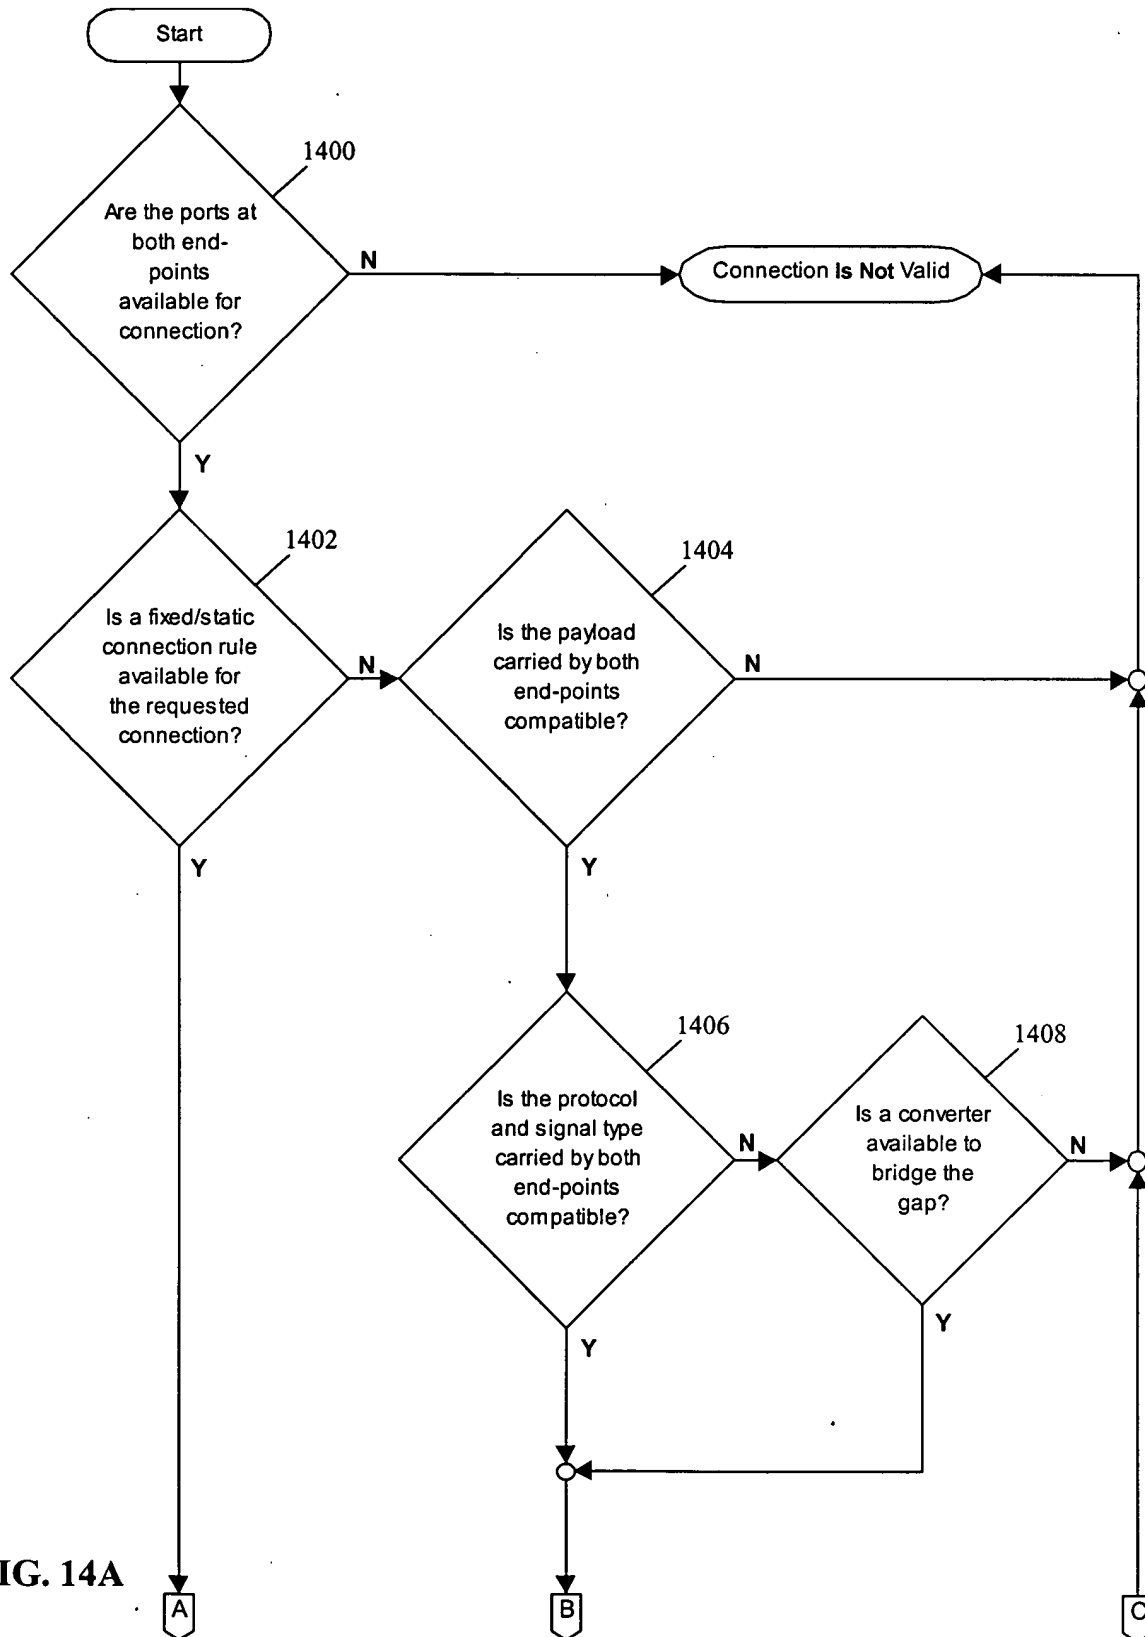 Start
1400
Are the ports at
both end-
points
available for
connection?
N
Connection Is Not Valid
Y
1402
Is a fixed/static
connection rule
available for
the requested
connection?
N
1404
Is the payload
carried by both
end-points
compatible?
N
Y
Y
1406
Is the protocol
and signal type
carried by both
end-points
compatible?
N
1408
Is a converter
available to
bridge the
gap?
N
Y
Y
IG. 14A
A
B
C